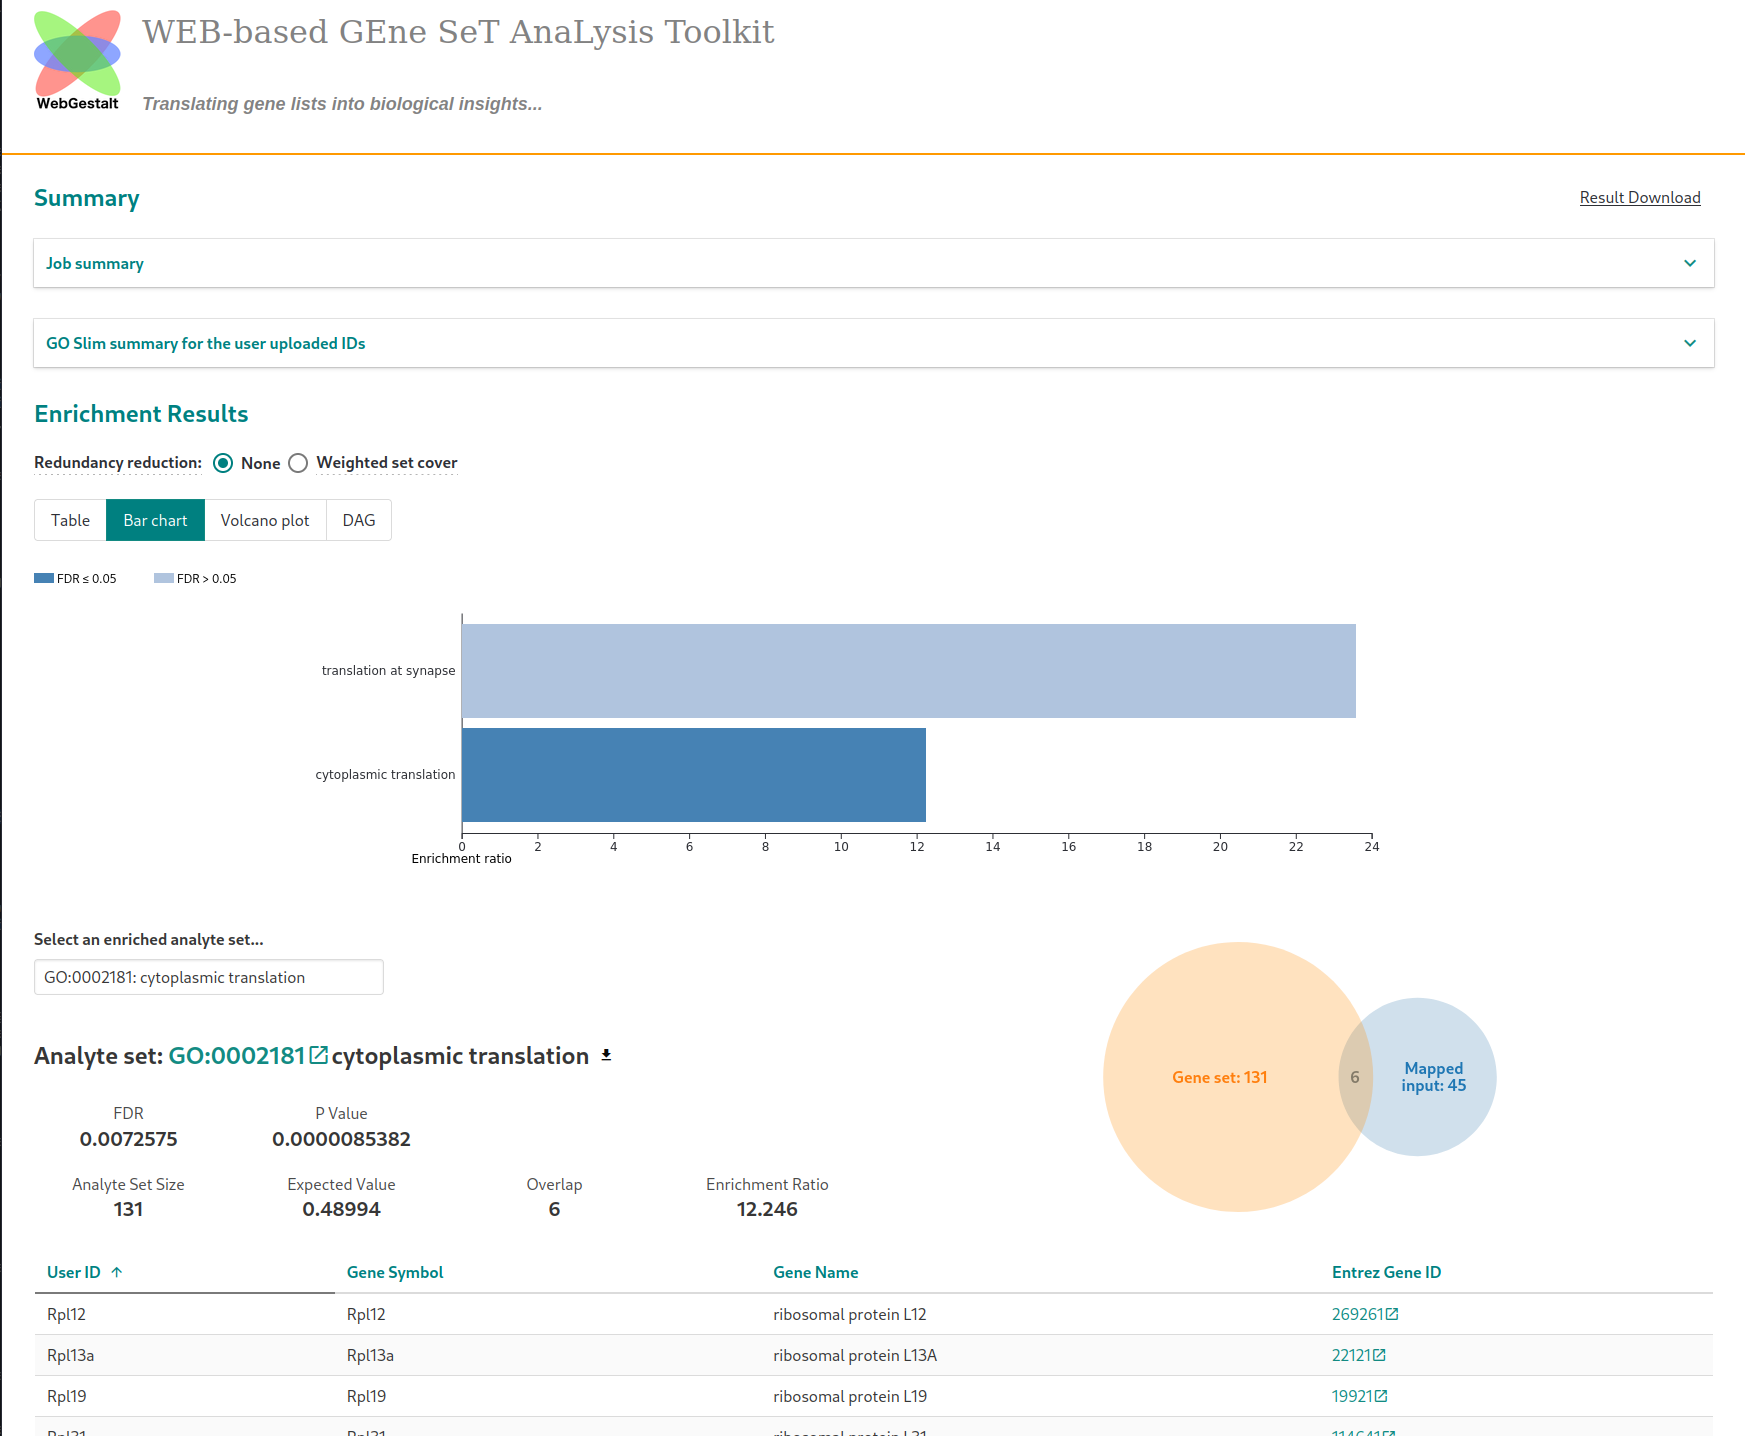 WEB-based GEne SeT AnaLysis Toolkit
WebGestalt
Translating gene lists into biological insights...
Summary
Result Download
Job summary
GO Slim summary for the user uploaded IDs
Enrichment Results
Redundancy reduction: None Weighted set cover
Table Bar chart Volcano plot DAG
FDR ≤ 0.05 FDR > 0.05
translation at synapse
cytoplasmic translation
0 2 4 6 8 10 12 14 16 18 20 22 24
Enrichment ratio
Select an enriched analyte set...
GO:0002181: cytoplasmic translation
Analyte set: GO:0002181 cytoplasmic translation
Gene set: 131
6
Mapped
input: 45
FDR P Value
0.0072575 0.0000085382
Analyte Set Size Expected Value Overlap Enrichment Ratio
131 0.48994 6 12.246
User ID Gene Symbol Gene Name Entrez Gene ID
Rpl12 Rpl12 ribosomal protein L12 269261
Rpl13a Rpl13a ribosomal protein L13A 22121
Rpl19 Rpl19 ribosomal protein L19 19921
Rpl31 Rpl31 ribosomal protein L31 114641